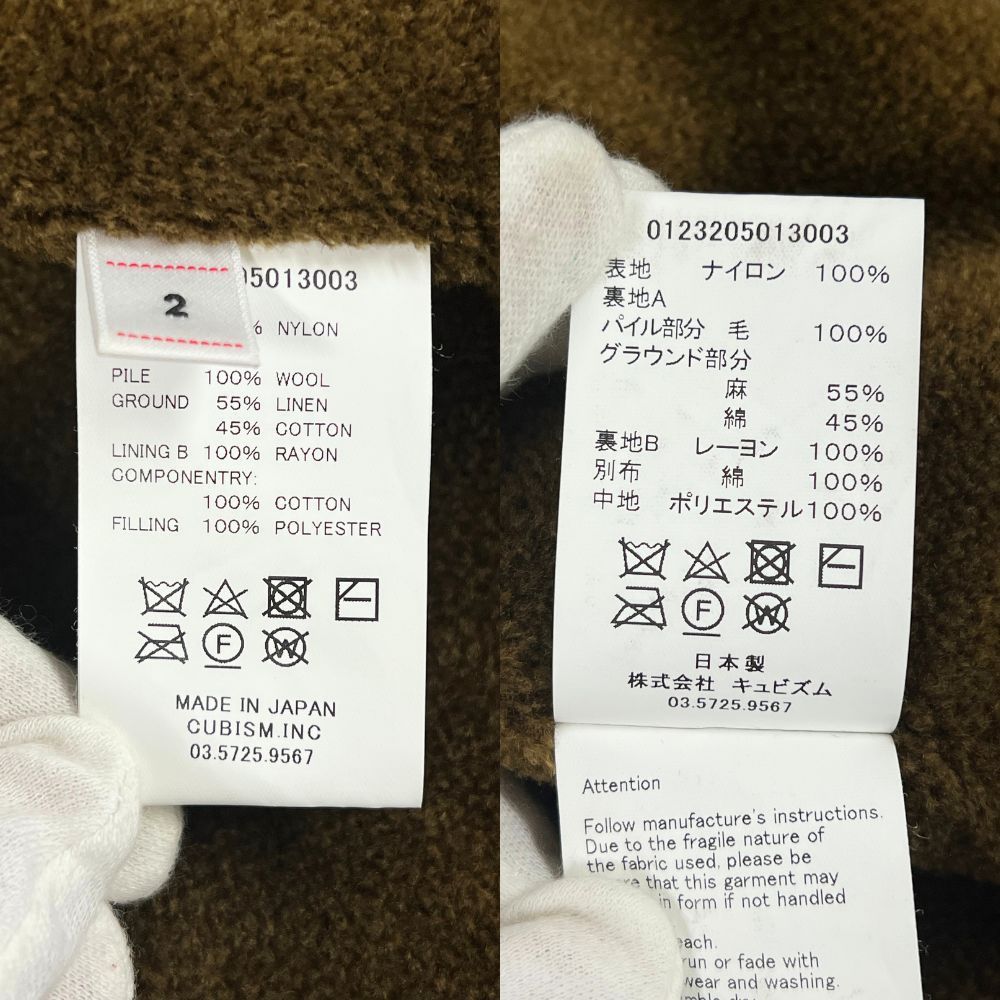 2
05013003
% NYLON
PILE 100% WOOL
GROUND 55% LINEN
45% COTTON
LINING B 100% RAYON
COMPONENTRY:
100% COTTON
FILLING 100% POLYESTER
F
W
MADE IN JAPAN
CUBISM.INC
03.5725.9567
0123205013003
表地 ナイロン 100%
裏地A
パイル部分 毛 100%
グラウンド部分
麻 55%
綿 45%
裏地B レーヨン 100%
別布 綿 100%
中地 ポリエステル 100%
F
W
日本製
株式会社 キュビズム
03.5725.9567
Attention
Follow manufacture's instructions.
Due to the fragile nature of
the fabric used, please be
that this garment may
in form if not handled
run or fade with
wear and washing.